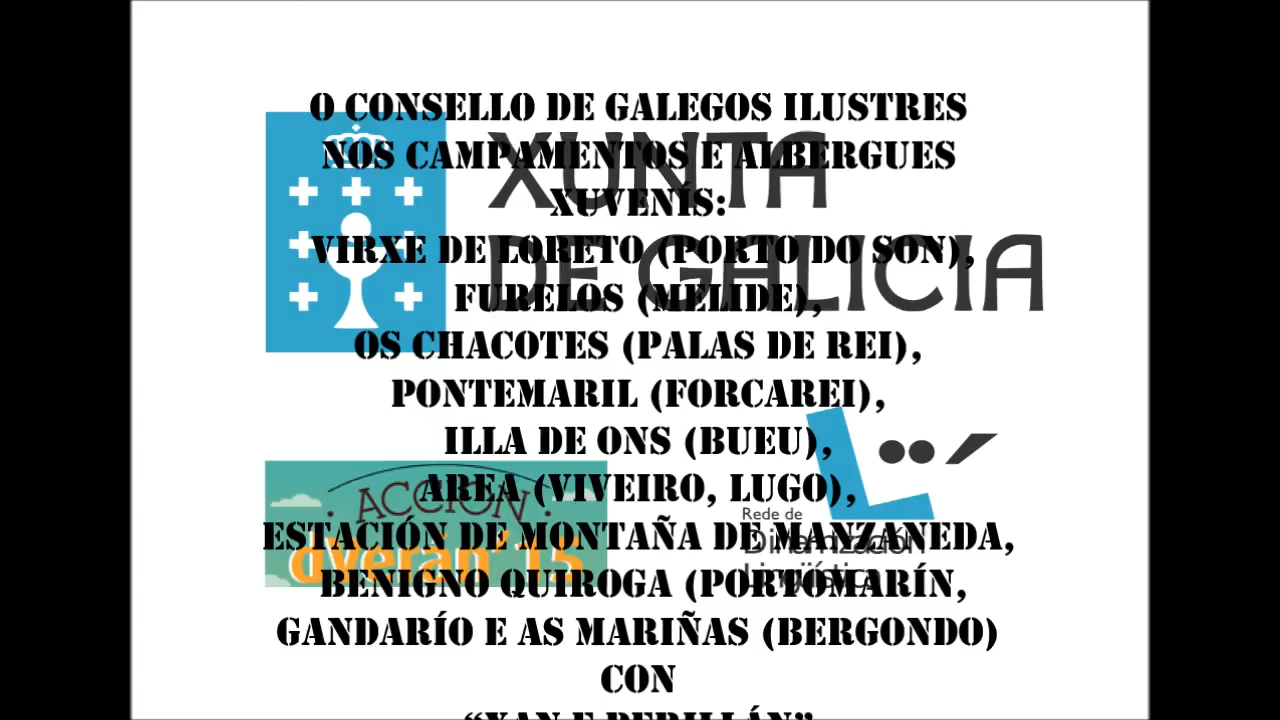 O CONSELLO DE GALEGOS ILUSTRES
NOS CAMPAMENTOS E ALBERGUES
XUVENÍS:
VIRXE DE LORETO (PORTO DO SON),
FURELOS (MELIDE),
OS CHACOTES (PALAS DE REI),
PONTEMARIL (FORCAREI),
ILLA DE ONS (BUEU),
AREA (VIVEIRO, LUGO),
ESTACIÓN DE MONTAÑA DE MANZANEDA,
BENIGNO QUIROGA (PORTOMARÍN,
GANDARÍO E AS MARIÑAS (BERGONDO)
CON
XUNTA
DE GALICIA
ACCIÓN
dverán'15
Rede de
Dinamización
Lingüística